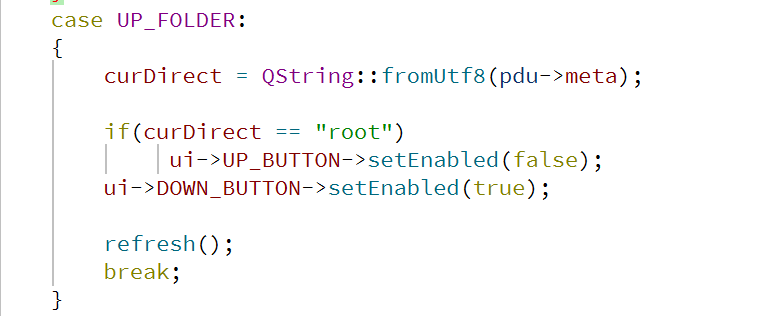 case UP_FOLDER:
{
curDirect = QString::fromUtf8(pdu->meta);
if(curDirect == "root")
ui->UP_BUTTON->setEnabled(false);
ui->DOWN_BUTTON->setEnabled(true);
refresh();
break;
}